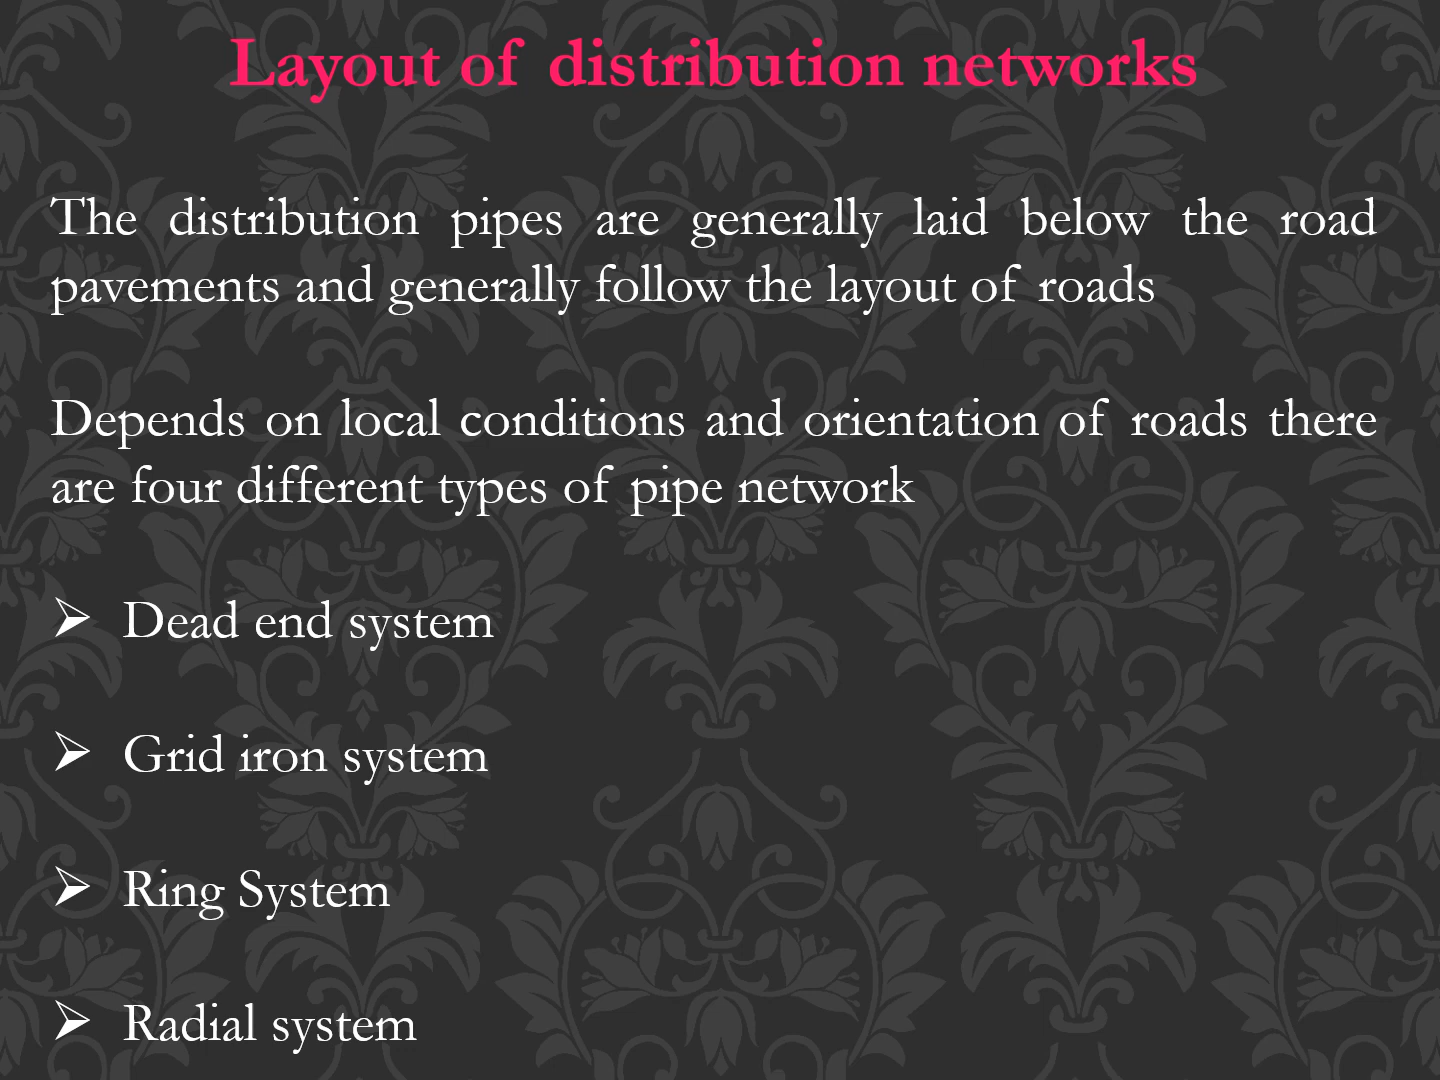 Layout of distribution networks
The distribution pipes are generally laid below the road
pavements and generally follow the layout of roads
Depends on local conditions and orientation of roads there
are four different types of pipe network
➢ Dead end system
➢ Grid iron system
➢ Ring System
➢ Radial system